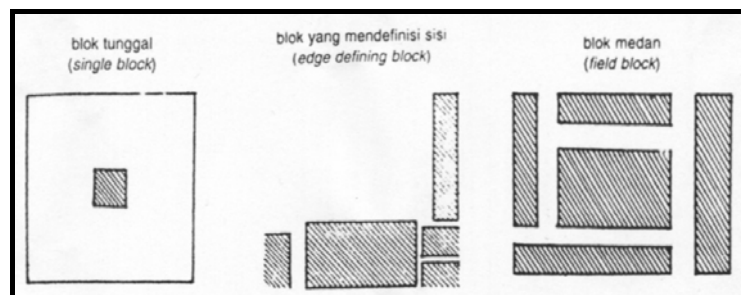 blok tunggal
(single block)
blok yang mendefinisi sisi
(edge defining block)
blok medan
(field block)